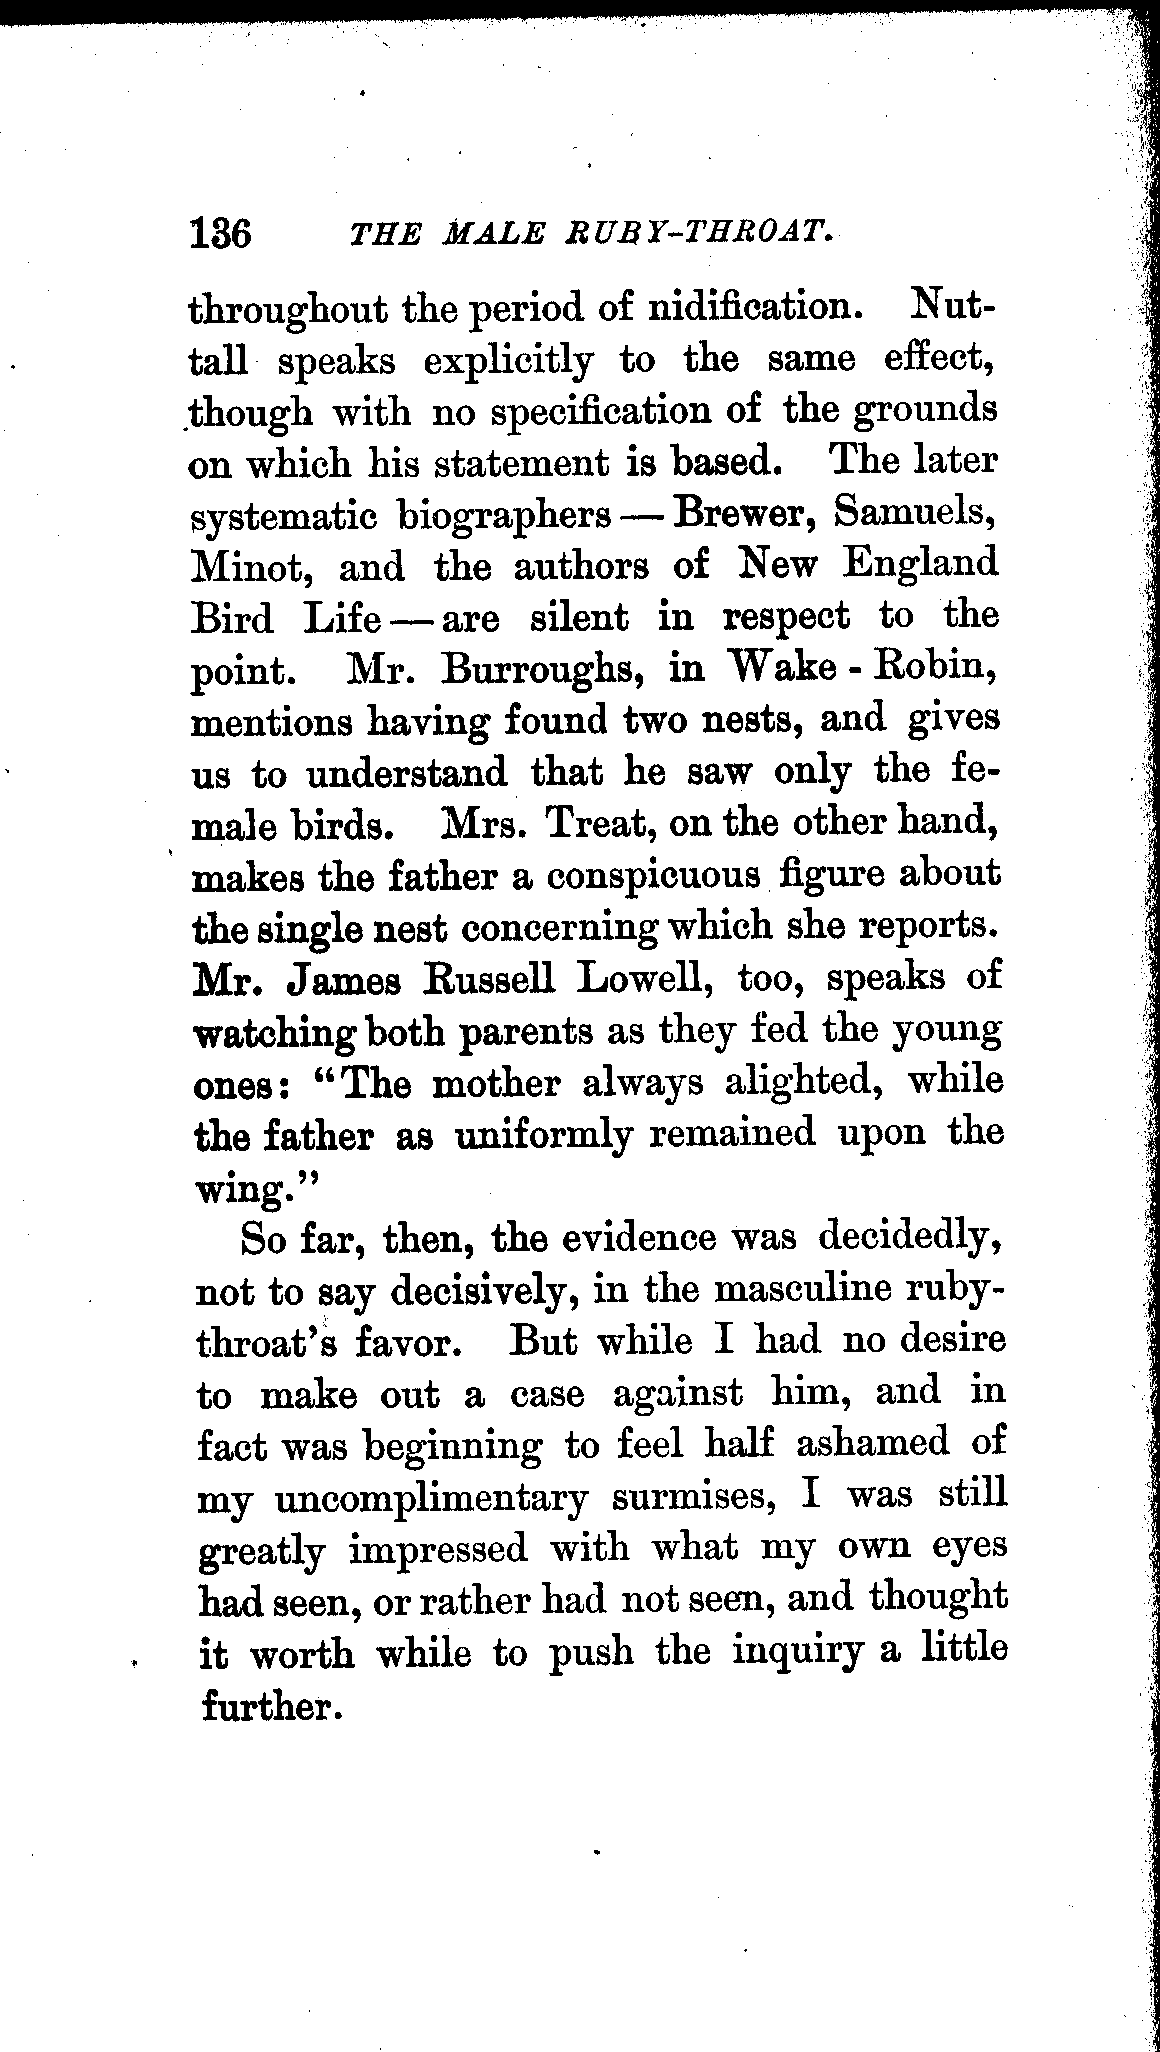 136 THE MALE RUBY-THROAT.
throughout the period of nidification. Nut-
tall speaks explicitly to the same effect,
though with no specification of the grounds
on which his statement is based. The later
systematic biographers — Brewer, Samuels,
Minot, and the authors of New England
Bird Life — are silent in respect to the
point. Mr. Burroughs, in Wake - Robin,
mentions having found two nests, and gives
us to understand that he saw only the fe-
male birds. Mrs. Treat, on the other hand,
makes the father a conspicuous figure about
the single nest concerning which she reports.
Mr. James Russell Lowell, too, speaks of
watching both parents as they fed the young
ones: "The mother always alighted, while
the father as uniformly remained upon the
wing."
So far, then, the evidence was decidedly,
not to say decisively, in the masculine ruby-
throat's favor. But while I had no desire
to make out a case against him, and in
fact was beginning to feel half ashamed of
my uncomplimentary surmises, I was still
greatly impressed with what my own eyes
had seen, or rather had not seen, and thought
it worth while to push the inquiry a little
further.